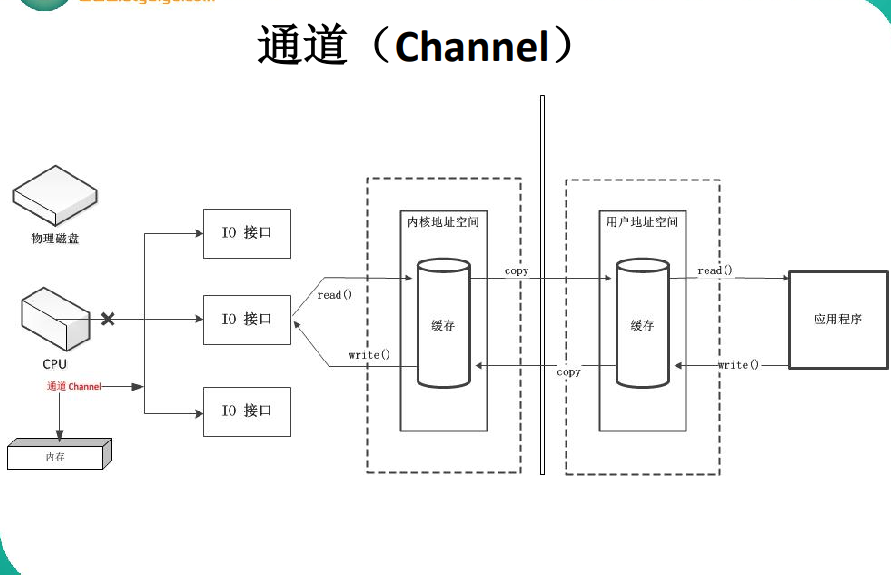 通道（Channel）
物理磁盘
CPU
通道 Channel
内存
IO 接口
IO 接口
IO 接口
read()
write()
内核地址空间
缓存
copy
copy
用户地址空间
缓存
read()
write()
应用程序